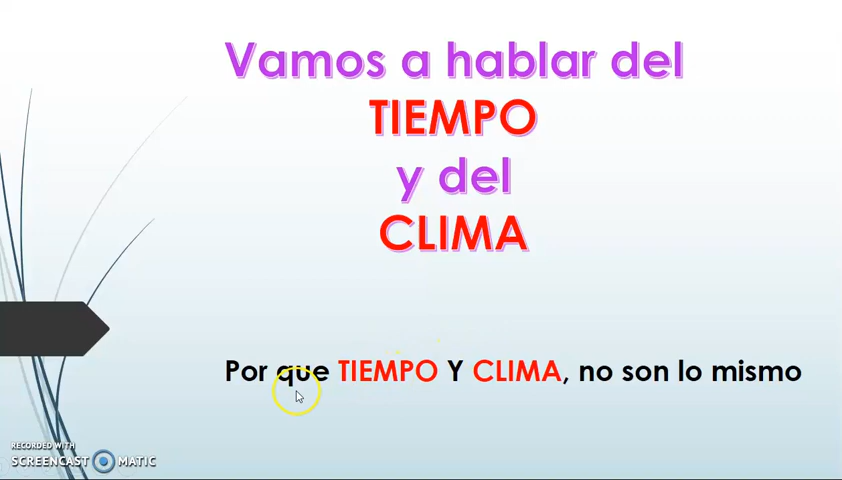 Vamos a hablar del
TIEMPO
y del
CLIMA
Por que TIEMPO Y CLIMA, no son lo mismo
RECORDED WITH
SCREENCAST MATIC